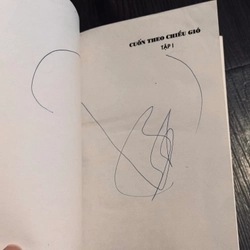 CUỐN THEO CHIỀU GIÓ
TẬP I